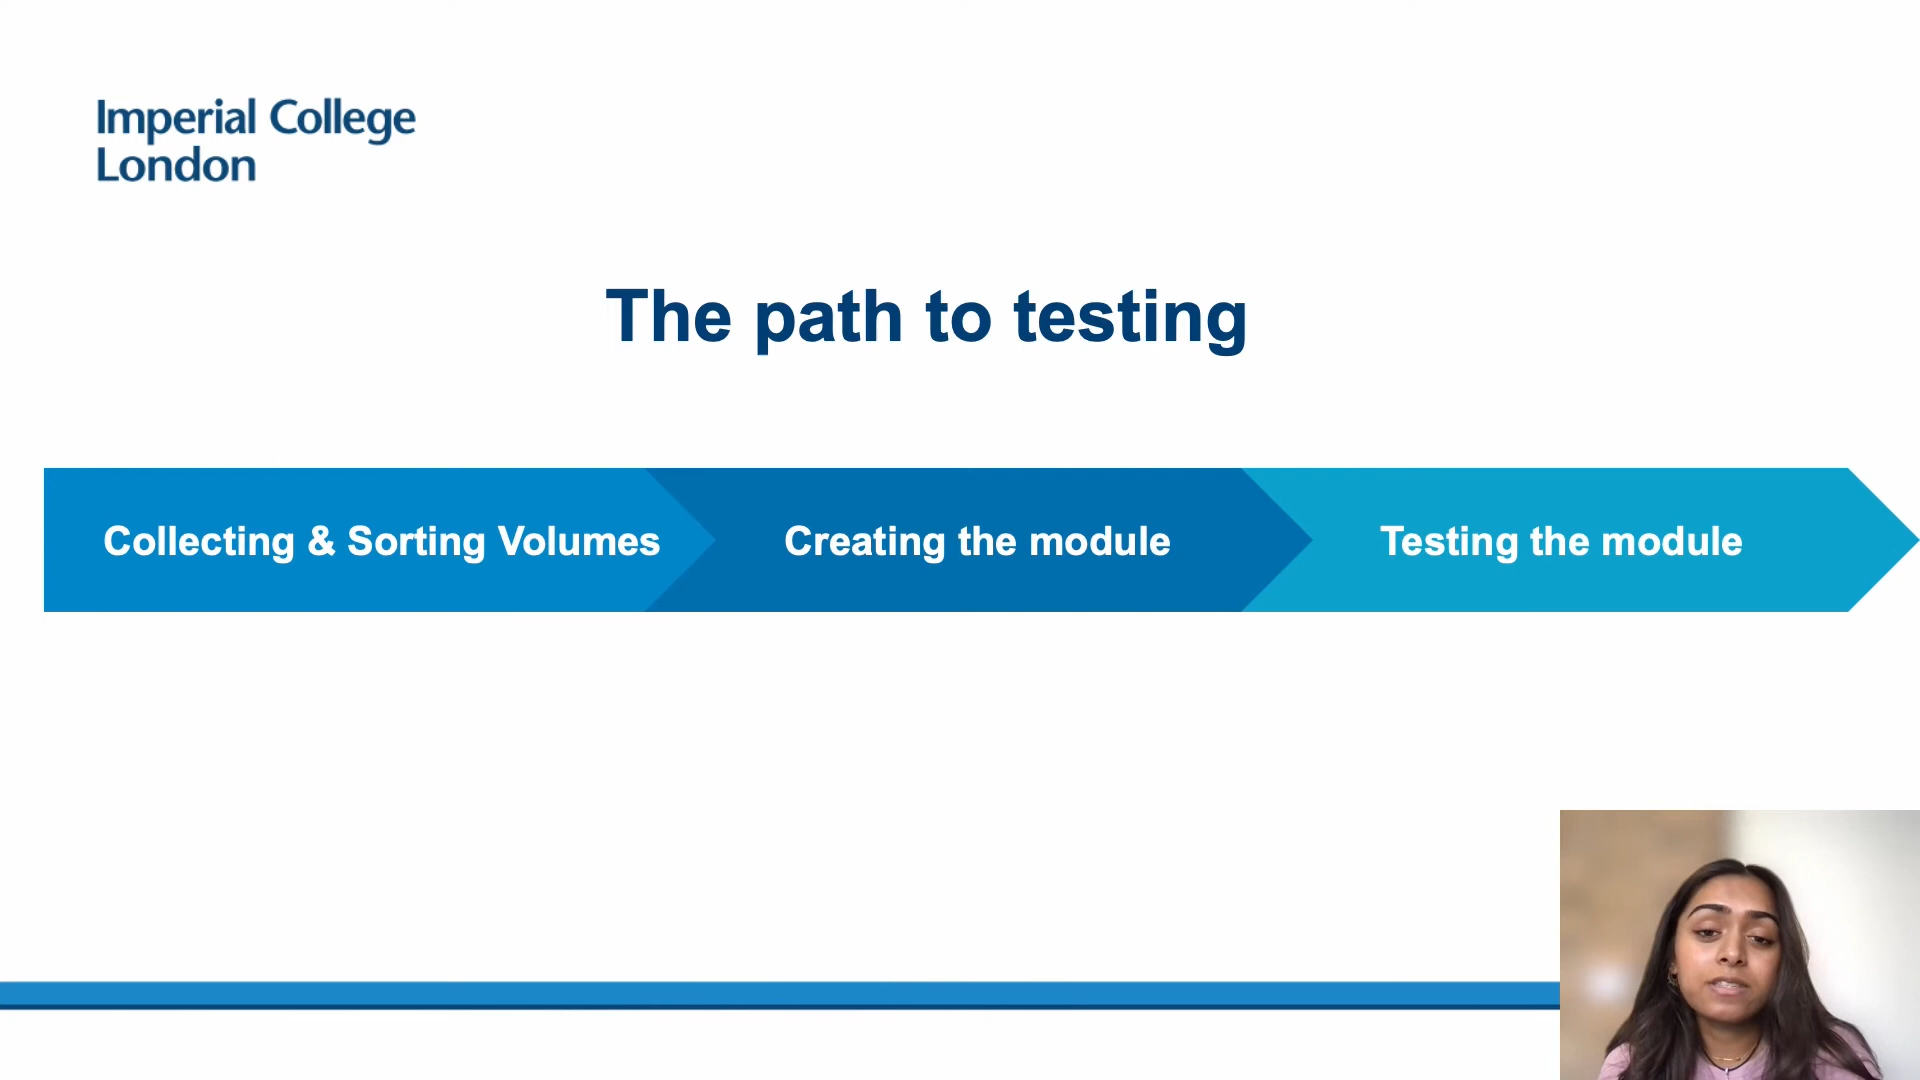 Imperial College
London
The path to testing
Collecting & Sorting Volumes
Creating the module
Testing the module